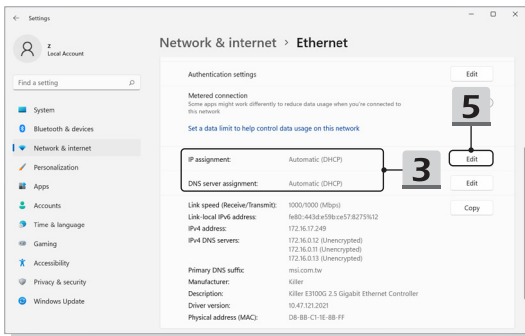 Settings
Network & internet > Ethernet
z
Local Account
Find a setting
System
Bluetooth & devices
Network & internet
Personalization
Apps
Accounts
Time & language
Gaming
Accessibility
Privacy & security
Windows Update
Authentication settings
Edit
Metered connection
Some apps might work differently to reduce data usage when you're connected to
this network
5
Set a data limit to help control data usage on this network
IP assignment: Automatic (DHCP)
Edit
3
DNS server assignment: Automatic (DHCP)
Edit
Link speed (Receive/Transmit): 1000/1000 (Mbps)
Copy
Link-local IPv6 address: fe80::443d:e59b:ce57:8275%12
IPv4 address: 172.16.17.249
IPv4 DNS servers: 172.16.0.12 (Unencrypted)
172.16.0.11 (Unencrypted)
172.16.0.13 (Unencrypted)
Primary DNS suffix: msi.com.tw
Manufacturer: Killer
Description: Killer E3100G 2.5 Gigabit Ethernet Controller
Driver version: 10.47.121.2021
Physical address (MAC): D8-BB-C1-1E-8B-FF